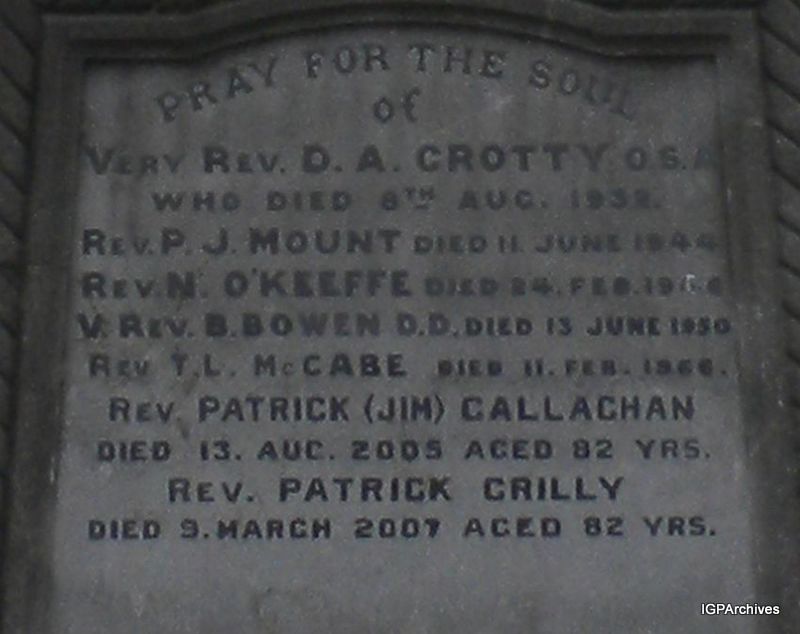 PRAY FOR THE SOUL
of
VERY REV. D. A. CROTTY O.S.A
WHO DIED 8TH AUG. 1932.
REV. P. J. MOUNT DIED 11. JUNE 1944
REV. N. O'KEEFFE DIED 24. FEB.
V. REV. B. BOWEN D.D. DIED 13 JUNE 1950
REV T. L. McCABE DIED 11. FEB. 1966.
REV. PATRICK (JIM) CALLAGHAN
DIED 13. AUG. 2005 AGED 82 YRS.
REV. PATRICK CRILLY
DIED 9. MARCH 2007 AGED 82 YRS.
IGPArchives